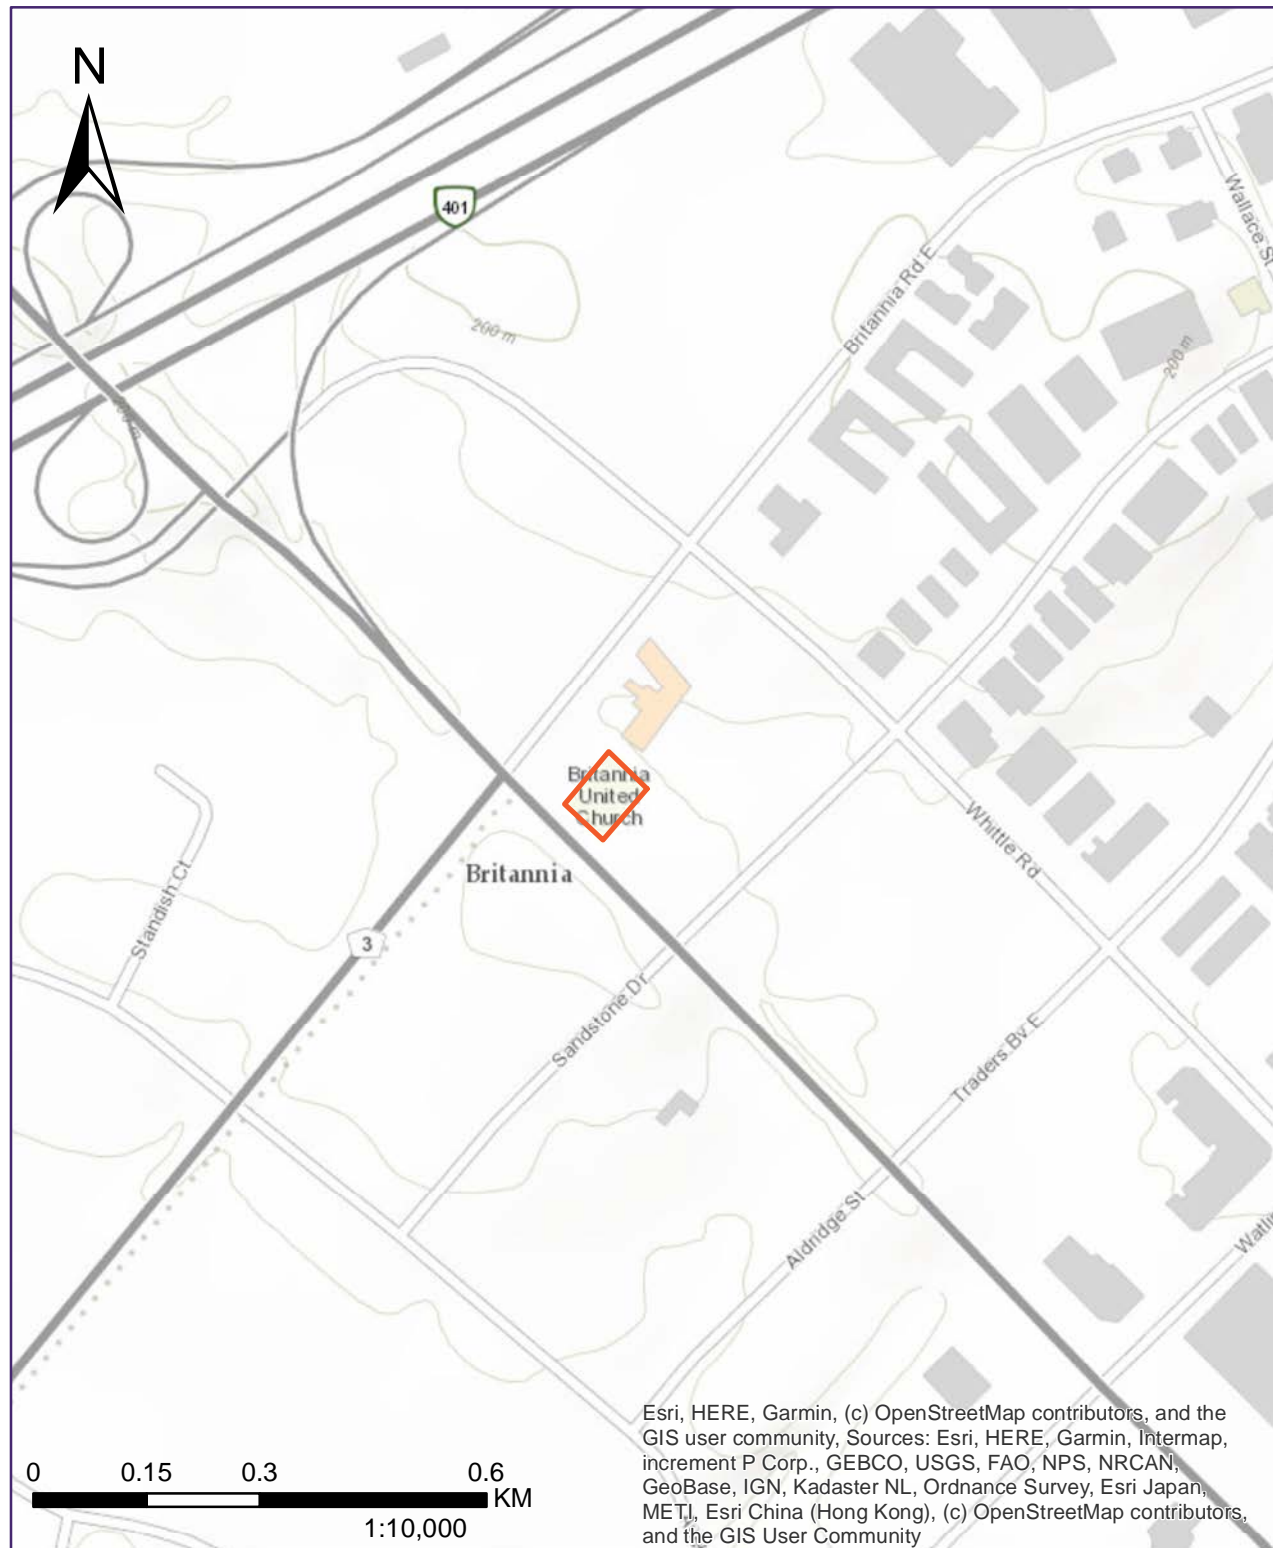 N
401
Wallace St
Britannia Rd E
200 m
200 m
200 m
Britannia
United
Church
Britannia
Whittle Rd
Standish Ct
3
Sandstone Dr
Traders Bv E
Aldridge St
Watlin
0 0.15 0.3 0.6
KM
1:10,000
Esri, HERE, Garmin, (c) OpenStreetMap contributors, and the
GIS user community, Sources: Esri, HERE, Garmin, Intermap,
increment P Corp., GEBCO, USGS, FAO, NPS, NRCAN,
GeoBase, IGN, Kadaster NL, Ordnance Survey, Esri Japan,
METI, Esri China (Hong Kong), (c) OpenStreetMap contributors,
and the GIS User Community